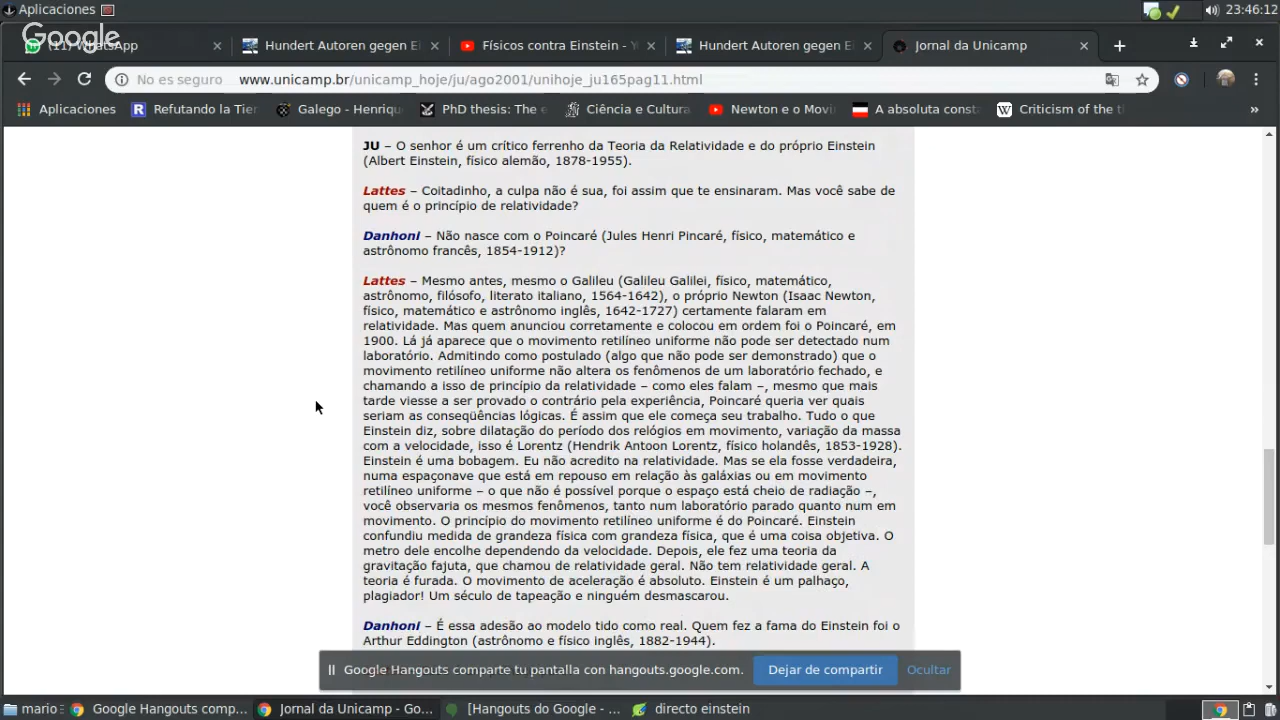 Aplicaciones
23:46:12
Google
(11) WhatsApp
Hundert Autoren gegen Ei
Físicos contra Einstein - Y
Hundert Autoren gegen Ei
Jornal da Unicamp
No es seguro
www.unicamp.br/unicamp_hoje/ju/ago2001/unihoje_ju165pag11.html
Aplicaciones
Refutando la Tier
Galego - Henriqu
PhD thesis: The e
Ciência e Cultura
Newton e o Movi
A absoluta const
Criticism of the t
»
JU – O senhor é um crítico ferrenho da Teoria da Relatividade e do próprio Einstein
(Albert Einstein, físico alemão, 1878-1955).
Lattes – Coitadinho, a culpa não é sua, foi assim que te ensinaram. Mas você sabe de
quem é o princípio de relatividade?
Danhoni – Não nasce com o Poincaré (Jules Henri Pincaré, físico, matemático e
astrônomo francês, 1854-1912)?
Lattes – Mesmo antes, mesmo o Galileu (Galileu Galilei, físico, matemático,
astrônomo, filósofo, literato italiano, 1564-1642), o próprio Newton (Isaac Newton,
físico, matemático e astrônomo inglês, 1642-1727) certamente falaram em
relatividade. Mas quem anunciou corretamente e colocou em ordem foi o Poincaré, em
1900. Lá já aparece que o movimento retilíneo uniforme não pode ser detectado num
laboratório. Admitindo como postulado (algo que não pode ser demonstrado) que o
movimento retilíneo uniforme não altera os fenômenos de um laboratório fechado, e
chamando a isso de princípio da relatividade – como eles falam –, mesmo que mais
tarde viesse a ser provado o contrário pela experiência, Poincaré queria ver quais
seriam as conseqüências lógicas. É assim que ele começa seu trabalho. Tudo o que
Einstein diz, sobre dilatação do período dos relógios em movimento, variação da massa
com a velocidade, isso é Lorentz (Hendrik Antoon Lorentz, físico holandês, 1853-1928).
Einstein é uma bobagem. Eu não acredito na relatividade. Mas se ela fosse verdadeira,
numa espaçonave que está em repouso em relação às galáxias ou em movimento
retilíneo uniforme – o que não é possível porque o espaço está cheio de radiação –,
você observaria os mesmos fenômenos, tanto num laboratório parado quanto num em
movimento. O princípio do movimento retilíneo uniforme é do Poincaré. Einstein
confundiu medida de grandeza física com grandeza física, que é uma coisa objetiva. O
metro dele encolhe dependendo da velocidade. Depois, ele fez uma teoria da
gravitação fajuta, que chamou de relatividade geral. Não tem relatividade geral. A
teoria é furada. O movimento de aceleração é absoluto. Einstein é um palhaço,
plagiador! Um século de tapeação e ninguém desmascarou.
Danhoni – É essa adesão ao modelo tido como real. Quem fez a fama do Einstein foi o
Arthur Eddington (astrônomo e físico inglês, 1882-1944).
Google Hangouts comparte tu pantalla con hangouts.google.com.
Dejar de compartir
Ocultar
mario
Google Hangouts comp...
Jornal da Unicamp - Go...
[Hangouts do Google - ...
directo einstein